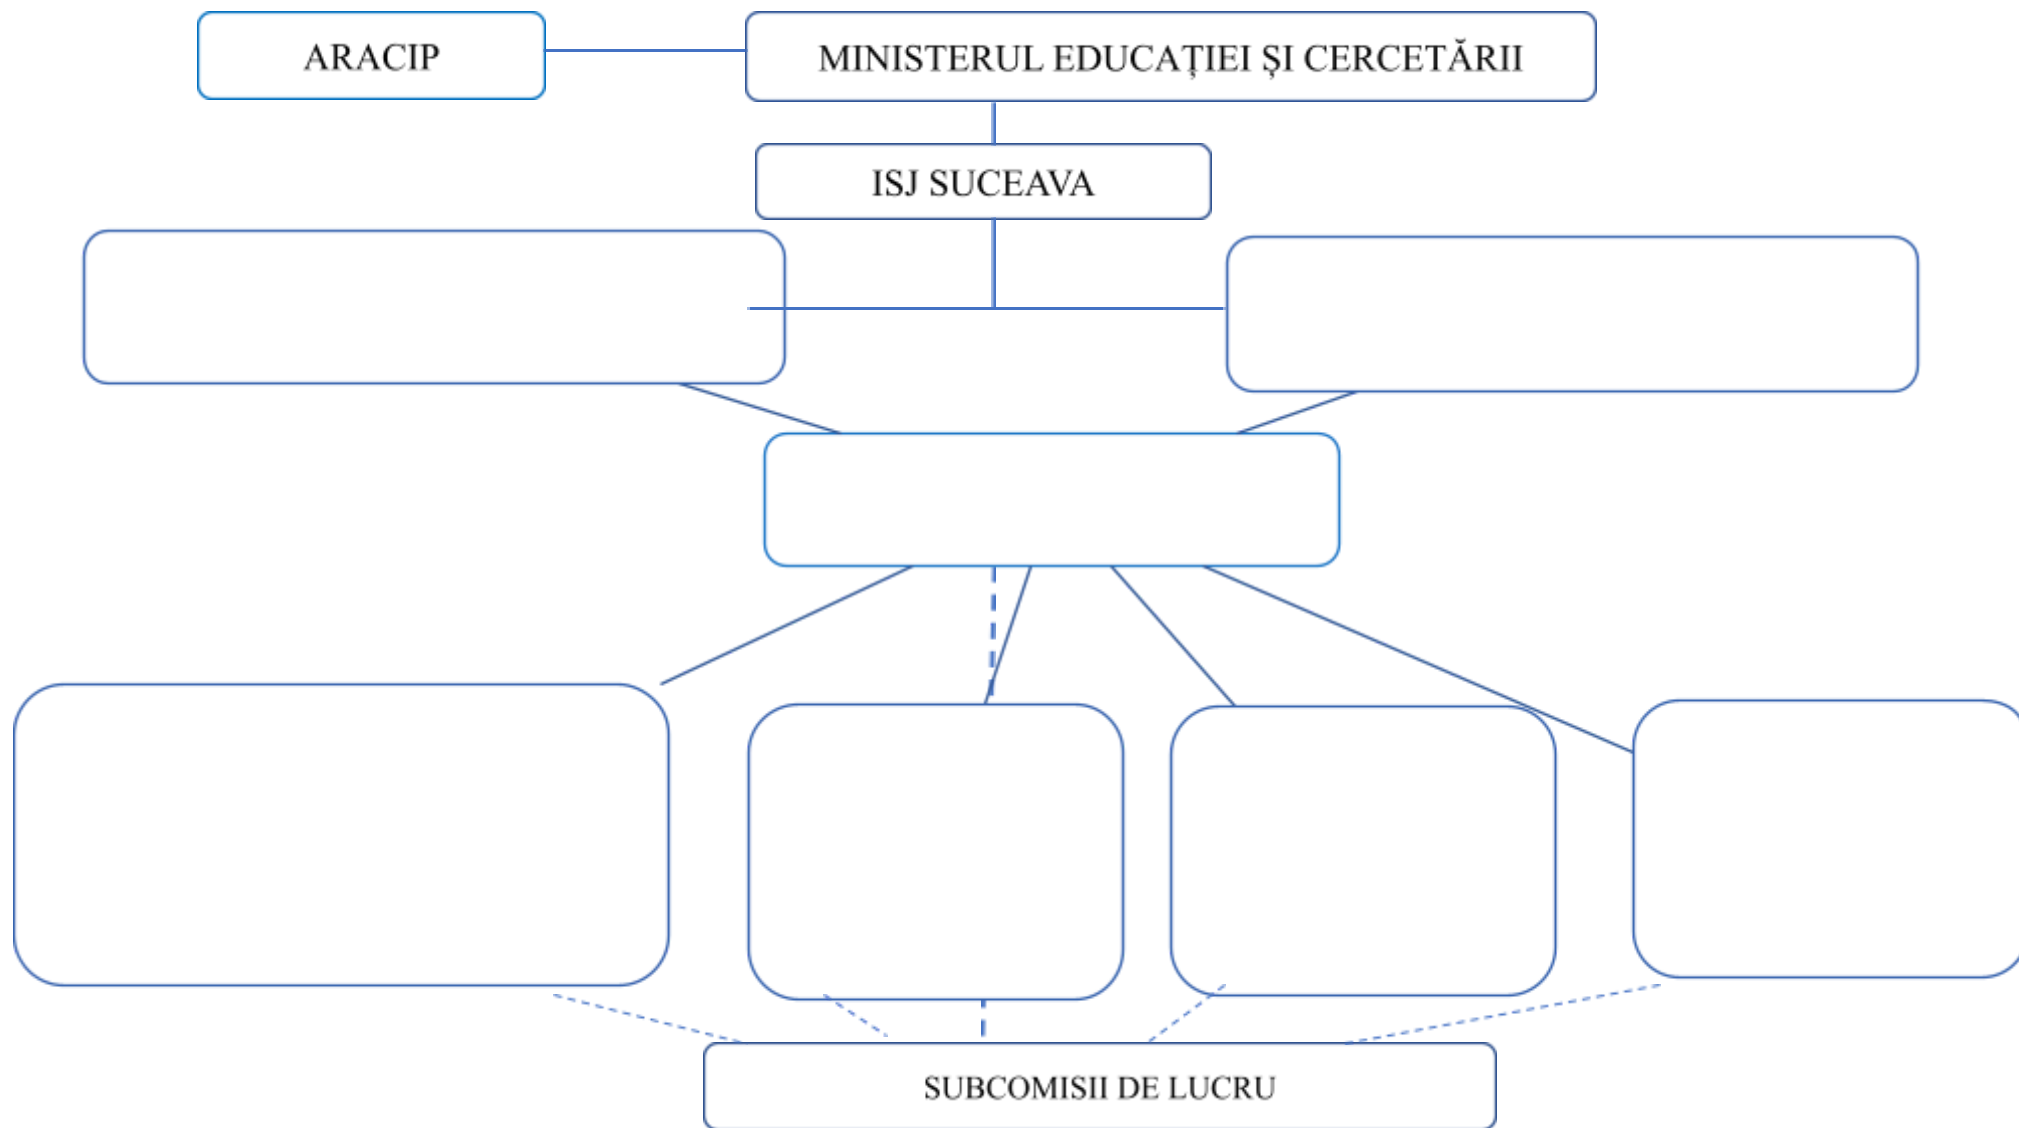 ARACIP
MINISTERUL EDUCAȚIEI ȘI CERCETĂRII
ISJ SUCEAVA
SUBCOMISII DE LUCRU